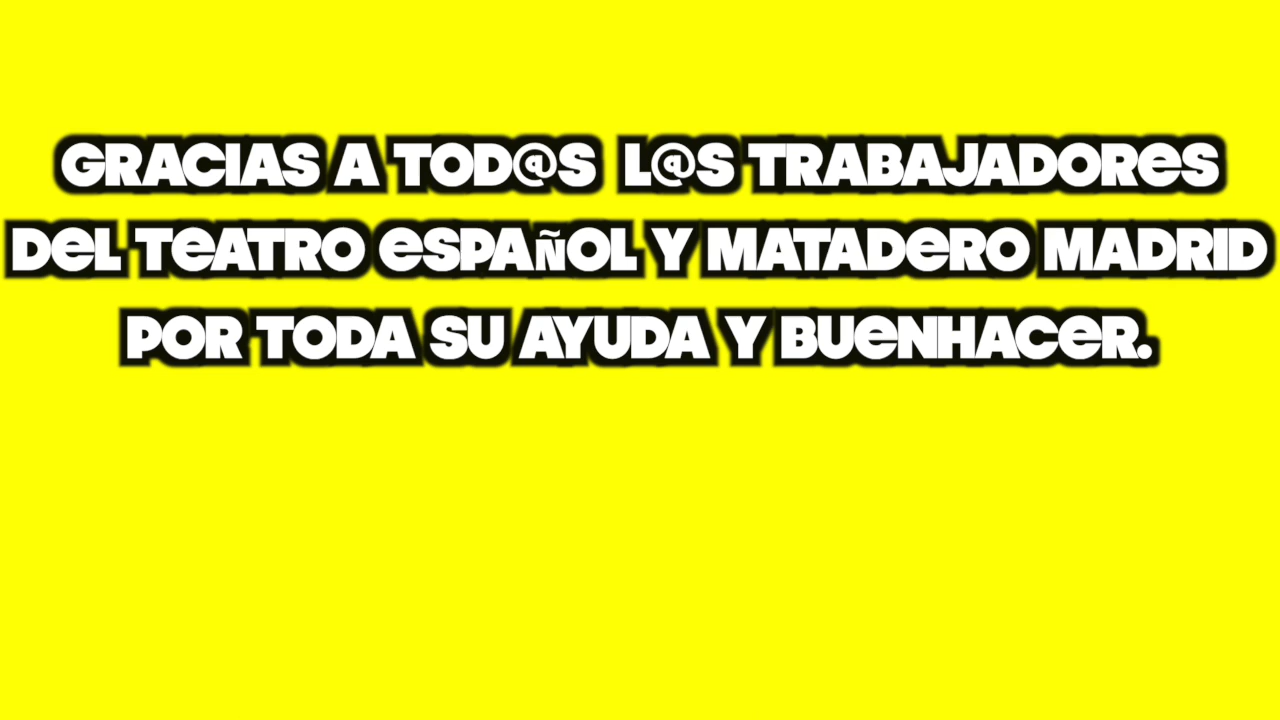 GRACIAS A TOD@S L@S TRABAJADOReS
DeL TeATRO eSPAñOL Y MATADeRO MADRID
POR TODA SU AYUDA Y BUeNHACeR.